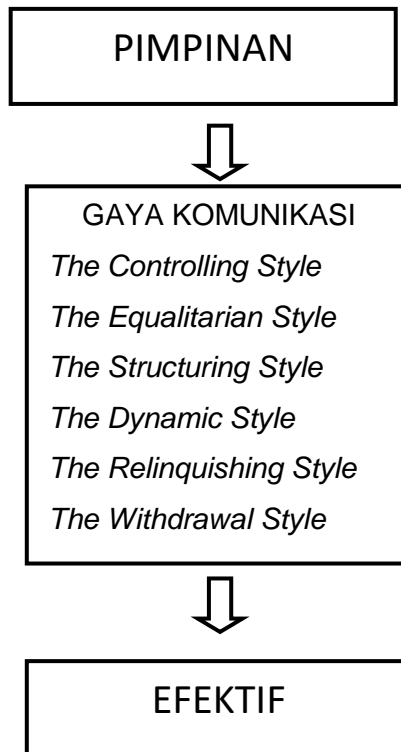 PIMPINAN
GAYA KOMUNIKASI
The Controlling Style
The Equalitarian Style
The Structuring Style
The Dynamic Style
The Relinquishing Style
The Withdrawal Style
EFEKTIF